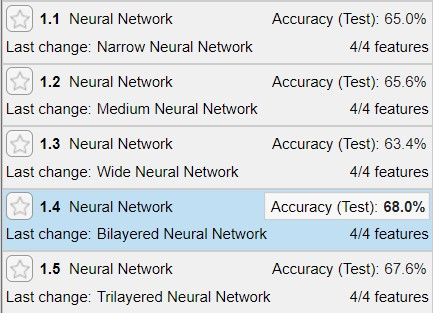 1.1 Neural Network Accuracy (Test): 65.0%
Last change: Narrow Neural Network 4/4 features
1.2 Neural Network Accuracy (Test): 65.6%
Last change: Medium Neural Network 4/4 features
1.3 Neural Network Accuracy (Test): 63.4%
Last change: Wide Neural Network 4/4 features
1.4 Neural Network Accuracy (Test): 68.0%
Last change: Bilayered Neural Network 4/4 features
1.5 Neural Network Accuracy (Test): 67.6%
Last change: Trilayered Neural Network 4/4 features